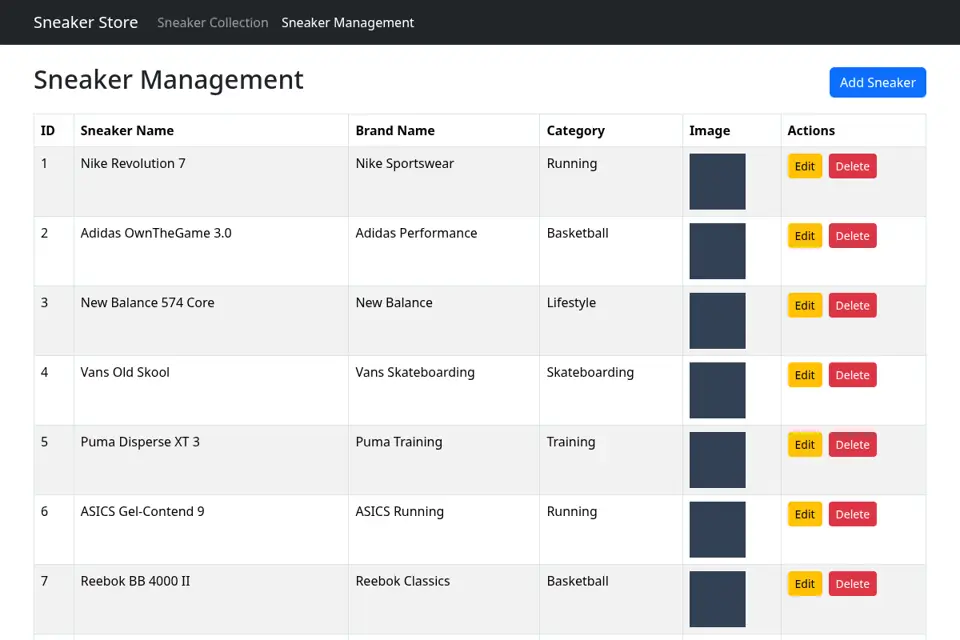 Sneaker Store Sneaker Collection Sneaker Management
Sneaker Management
Add Sneaker
ID Sneaker Name Brand Name Category Image Actions
1 Nike Revolution 7 Nike Sportswear Running Edit Delete
2 Adidas OwnTheGame 3.0 Adidas Performance Basketball Edit Delete
3 New Balance 574 Core New Balance Lifestyle Edit Delete
4 Vans Old Skool Vans Skateboarding Skateboarding Edit Delete
5 Puma Disperse XT 3 Puma Training Training Edit Delete
6 ASICS Gel-Contend 9 ASICS Running Running Edit Delete
7 Reebok BB 4000 II Reebok Classics Basketball Edit Delete